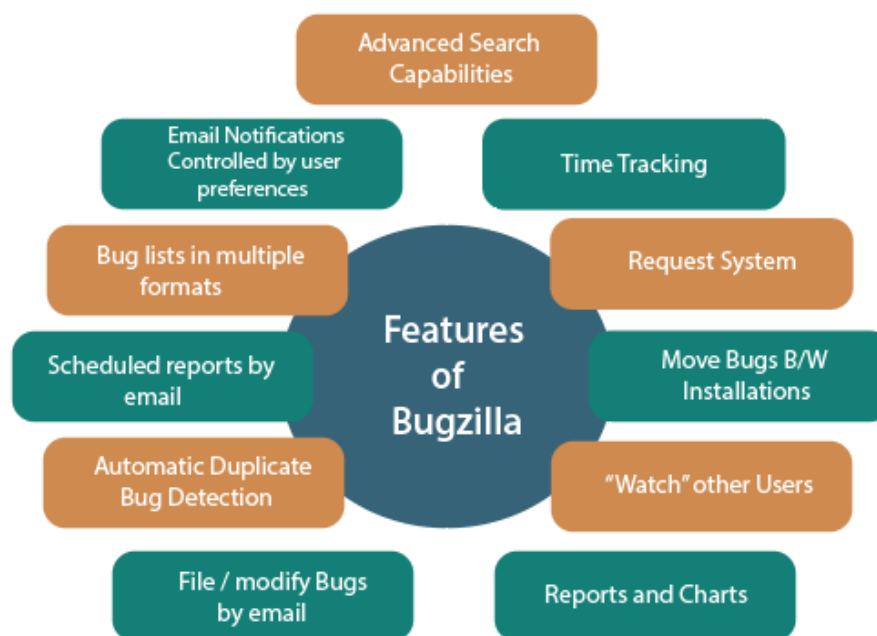 Advanced Search
Capabilities
Email Notifications
Controlled by user
preferences
Time Tracking
Bug lists in multiple
formats
Request System
Features
of
Bugzilla
Scheduled reports by
email
Move Bugs B/W
Installations
Automatic Duplicate
Bug Detection
“Watch” other Users
File / modify Bugs
by email
Reports and Charts